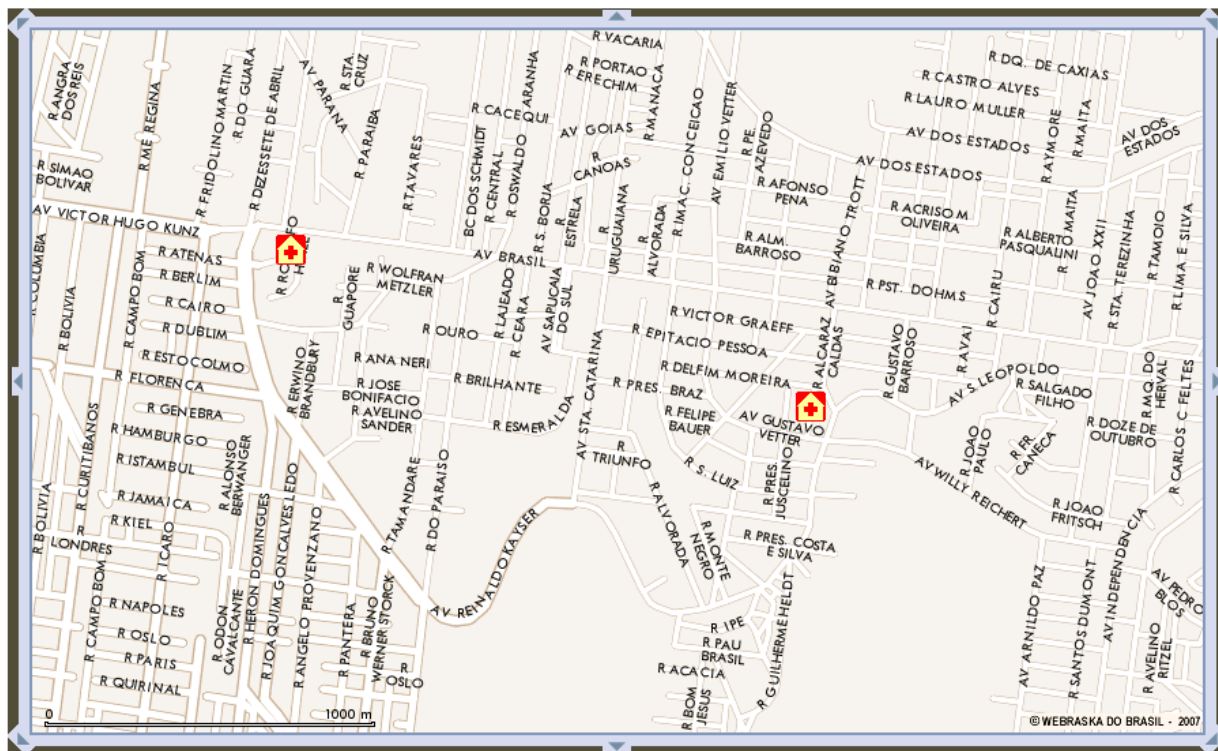 R VACARIA
R DQ. DE CAXIAS
R ANGRA
DOS REIS
R ME REGINA
R FRIDOLINO MARTIN
R DO GUARA
R DEZESSETE DE ABRIL
AV PARANA
R STA.
CRUZ
R PORTAO
R ERECHIM
R CASTRO ALVES
R LAURO MULLER
R CACEQUI
R OSWALDO ARANHA
AV GOIAS
R MANACA
R IMAC. CONCEICAO
AV EMILIO VETTER
R PE.
AZEVEDO
AV DOS ESTADOS
AV DOS ESTADOS
R AYMORE
R MAITA
AV DOS
ESTADOS
R SIMAO
BOLIVAR
R PARAIBA
R TAVARES
BC DOS SCHMIDT
R CENTRAL
R
CANOAS
R AFONSO
PENA
AV VICTOR HUGO KUNZ
R S. BORJA
R
ESTRELA
R
URUGUAIANA
R
ALVORADA
AV BIBIANO TROTT
R ACRISOM
OLIVEIRA
R ALBERTO
PASQUALINI
R MAITA
AV JOAO XXIII
R STA. TEREZINHA
R TAMOIO
R LIMA E SILVA
R COLUMBIA
R ATENAS
R BERLIM
R CAIRO
R DUBLIM
R ESTOCOLMO
R FLORENCA
R BOLIVIA
R CAMPO BOM
AV BRASIL
R ALM.
BARROSO
R WOLFRAN
METZLER
R
GUAPORE
R LAJEADO
R CEARA
AV SAPUCAIA
DO SUL
R PST. DOHMS
R CAIRU
R VICTOR GRAEFF
R EPITACIO PESSOA
R OURO
R ANA NERI
R BRILHANTE
R DELFIM MOREIRA
R ALCARAZ
CALDAS
R GUSTAVO
BARROSO
R AVAI
AV S. LEOPOLDO
R SALGADO
FILHO
R MQ. DO
HERVAL
R CARLOS C FELTES
R ERWINO
BRANDBURY
R JOSE
BONIFACIO
R AVELINO
SANDER
R ESMERALDA
AV STA. CATARINA
R PRES. BRAZ
R FELIPE
BAUER
AV GUSTAVO
VETTER
R DOZE DE
OUTUBRO
R GENEBRA
R HAMBURGO
R ISTAMBUL
R JAMAICA
R KIEL
R
LONDRES
R CURITIBANOS
R BOLIVIA
R ALONSO
BERWANGER
R
TRIUNFO
R S. LUIZ
R PRES.
JUSCELINO
AV WILLY REICHERT
R JOAO
PAULO
R FR.
CANECA
R JOAO
FRITSCH
R ICARO
R HERON DOMINGUES
R JOAQUIM GONCALVES LEDO
R ANGELO PROVENZANO
R TAMANDARE
R DO PARAISO
AV REINALDO KAYSER
R ALVORADA
R MONTE
NEGRO
R PRES. COSTA
E SILVA
R CAMPO BOM
R NAPOLES
R OSLO
R PARIS
R QUIRINAL
R ODON
CAVALCANTE
R PANTERA
R BRUNO
WERNER STORCK
R
OSLO
R IPE
R PAU
BRASIL
R ACACIA
R BOM
JESUS
R GUILHERME HELDT
AV ARNILDO PAZ
R SANTOS DUMONT
AV INDEPENDENCIA
AV PEDRO
BLOS
R AVELINO
RITZEL
0 1000 m
© WEBRASKA DO BRASIL - 2007